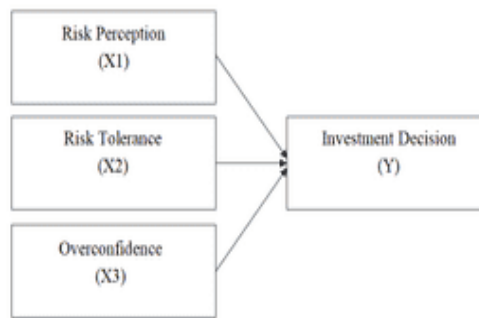 Risk Perception
(X1)
Risk Tolerance
(X2)
Investment Decision
(Y)
Overconfidence
(X3)